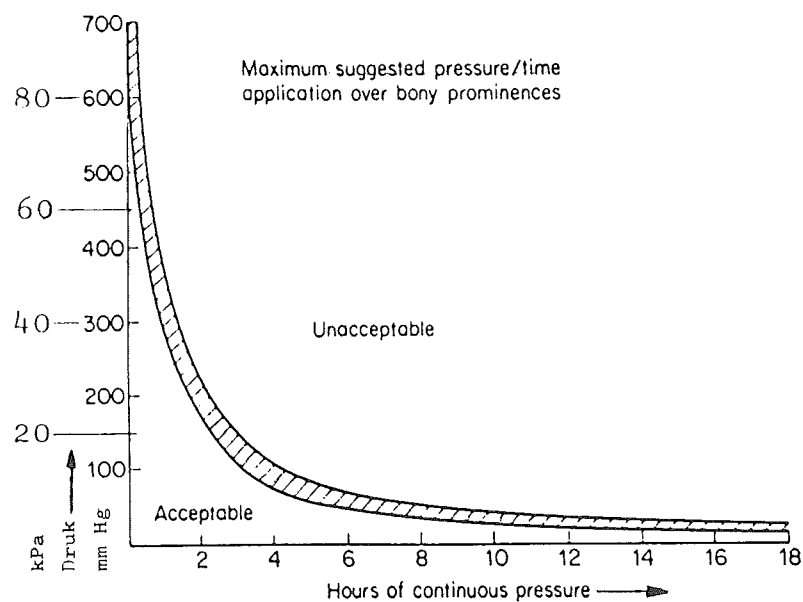 700
Maximum suggested pressure/time
application over bony prominences
80 600
500
60
400
40 300
Unacceptable
200
20
100
Acceptable
kPa
Druk
mm Hg
2 4 6 8 10 12 14 16 18
Hours of continuous pressure